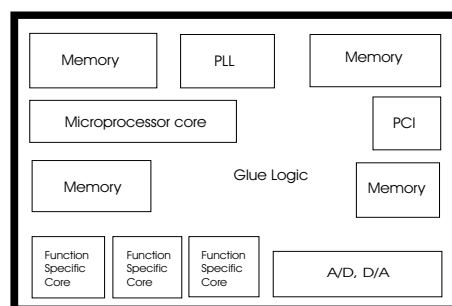 Memory
PLL
Memory
Microprocessor core
PCI
Memory
Glue Logic
Memory
Function
Specific
Core
Function
Specific
Core
Function
Specific
Core
A/D, D/A